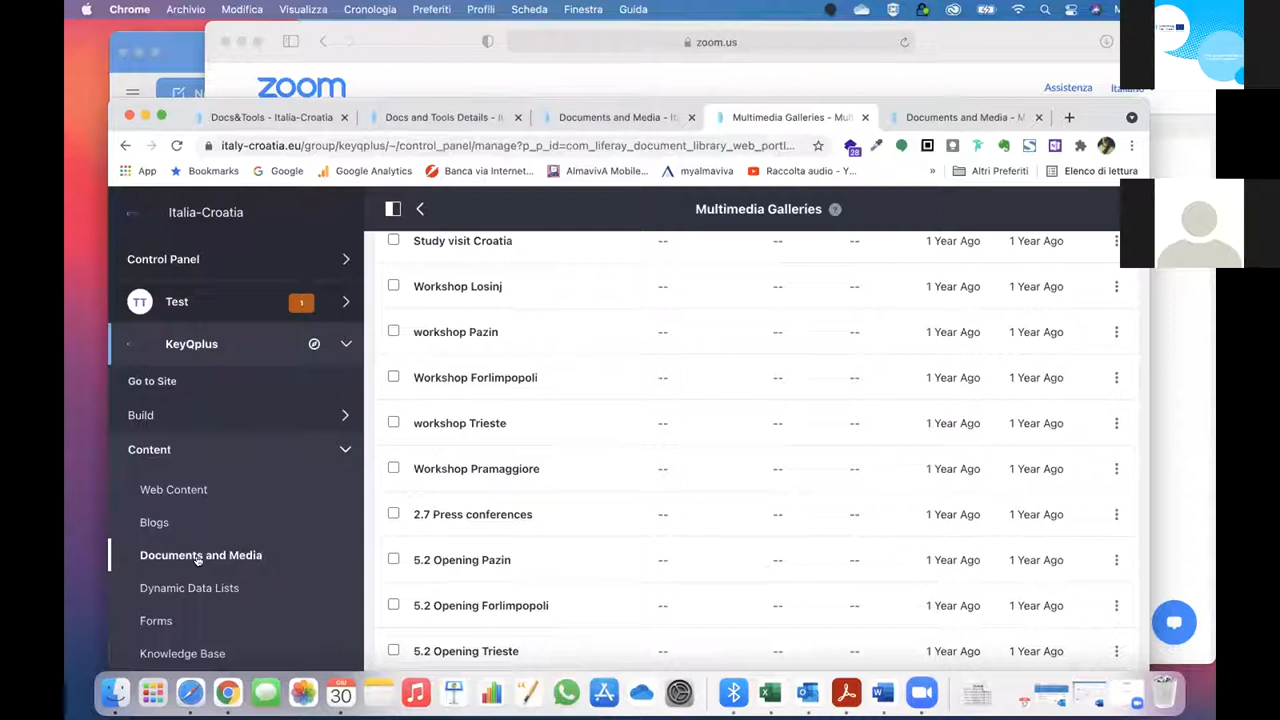 Chrome Archivio Modifica Visualizza Cronologia Preferiti Profili Scheda Finestra Guida
zoom.us
zoom
Assistenza
Docs&Tools - Italia-Croatia
Docs and Tools Details - I
Documents and Media - It
Multimedia Galleries - Mul
Documents and Media - M
italy-croatia.eu/group/keyqplus/~/control_panel/manage?p_p_id=com_liferay_document_library_web_portl...
28
App Bookmarks Google Google Analytics Banca via Internet... AlmavivA Mobile... myalmaviva Raccolta audio - Y... » Altri Preferiti Elenco di lettura
Italia-Croatia
Multimedia Galleries ?
Control Panel
TT Test 1
KeyQplus
Go to Site
Build
Content
Web Content
Blogs
Documents and Media
Dynamic Data Lists
Forms
Knowledge Base
Study visit Croatia -- -- -- 1 Year Ago 1 Year Ago
Workshop Losinj -- -- -- 1 Year Ago 1 Year Ago
workshop Pazin -- -- -- 1 Year Ago 1 Year Ago
Workshop Forlimpopoli -- -- -- 1 Year Ago 1 Year Ago
workshop Trieste -- -- -- 1 Year Ago 1 Year Ago
Workshop Pramaggiore -- -- -- 1 Year Ago 1 Year Ago
2.7 Press conferences -- -- -- 1 Year Ago 1 Year Ago
5.2 Opening Pazin -- -- -- 1 Year Ago 1 Year Ago
5.2 Opening Forlimpopoli -- -- -- 1 Year Ago 1 Year Ago
5.2 Opening Trieste -- -- -- 1 Year Ago 1 Year Ago
GIU
30